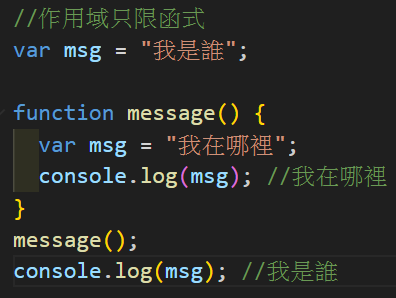 //作用域只限函式
var msg = "我是誰";
function message() {
var msg = "我在哪裡";
console.log(msg); //我在哪裡
}
message();
console.log(msg); //我是誰